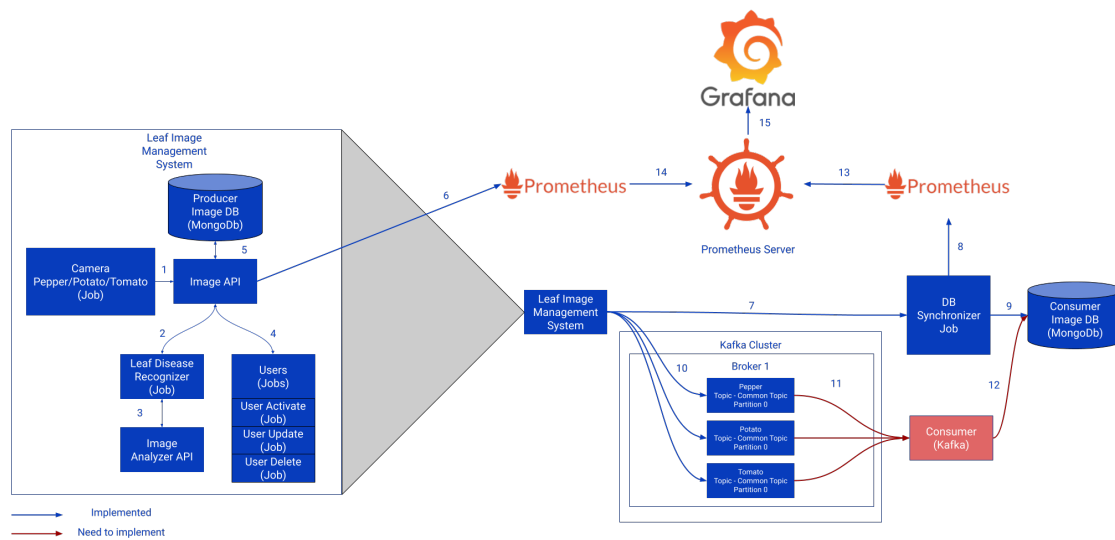 Grafana
15
Leaf Image
Management
System
Producer
Image DB
(MongoDb)
5
Camera
Pepper/Potato/Tomato
(Job)
1
Image API
2
4
Leaf Disease
Recognizer
(Job)
3
Image
Analyzer API
Users
(Jobs)
User Activate
(Job)
User Update
(Job)
User Delete
(Job)
6
Prometheus
14
Prometheus Server
13
Prometheus
8
Leaf Image
Management
System
7
DB
Synchronizer
Job
9
Consumer
Image DB
(MongoDb)
Kafka Cluster
Broker 1
10
Pepper
Topic - Common Topic
Partition 0
11
Potato
Topic - Common Topic
Partition 0
Tomato
Topic - Common Topic
Partition 0
Consumer
(Kafka)
12
Implemented
Need to implement